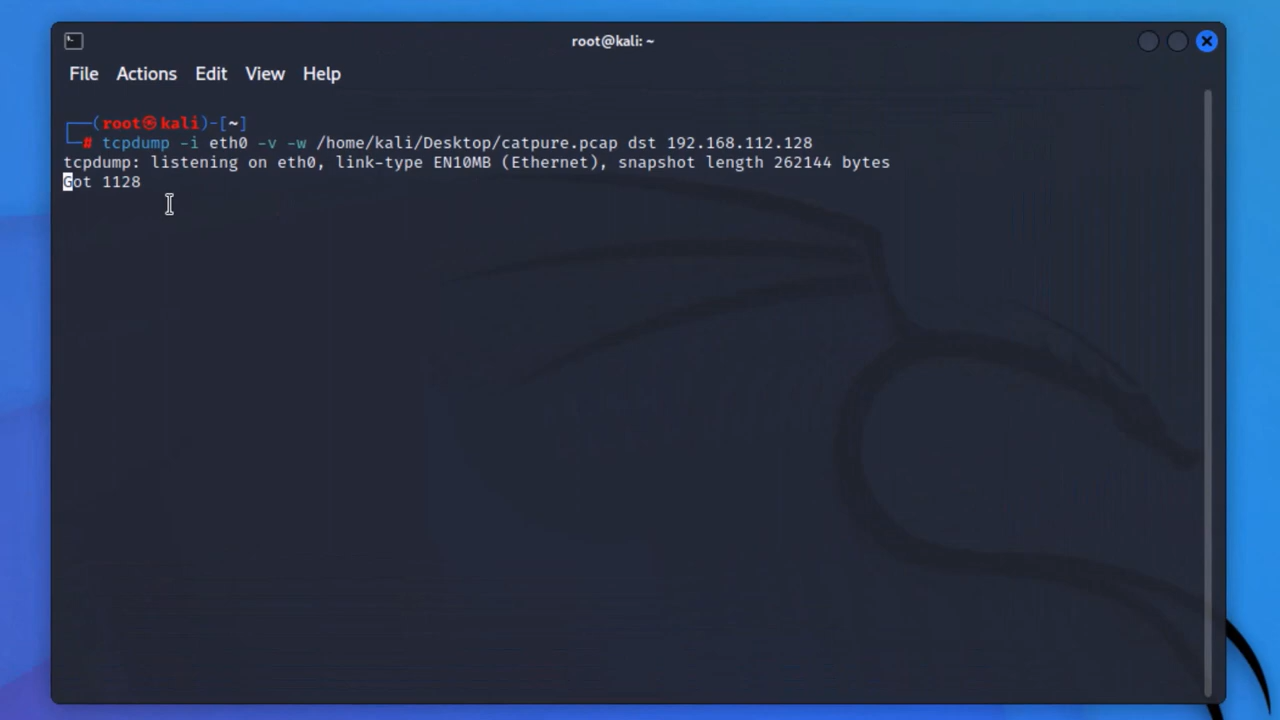 root@kali: ~
File Actions Edit View Help
┌──(root㉿kali)-[~]
└─# tcpdump -i eth0 -v -w /home/kali/Desktop/catpure.pcap dst 192.168.112.128
tcpdump: listening on eth0, link-type EN10MB (Ethernet), snapshot length 262144 bytes
Got 1128